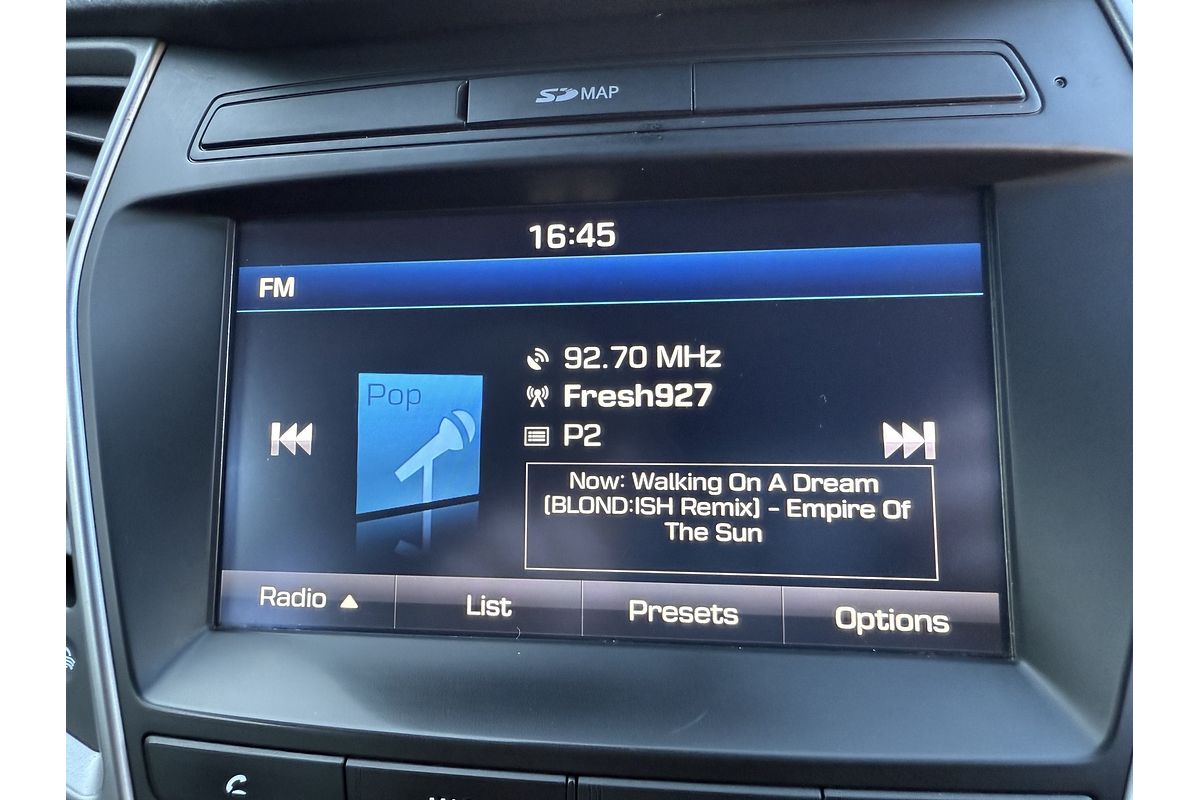 SD MAP
16:45
FM
Pop
92.70 MHz
Fresh927
P2
Now: Walking On A Dream
(BLOND:ISH Remix) - Empire Of
The Sun
Radio
List
Presets
Options